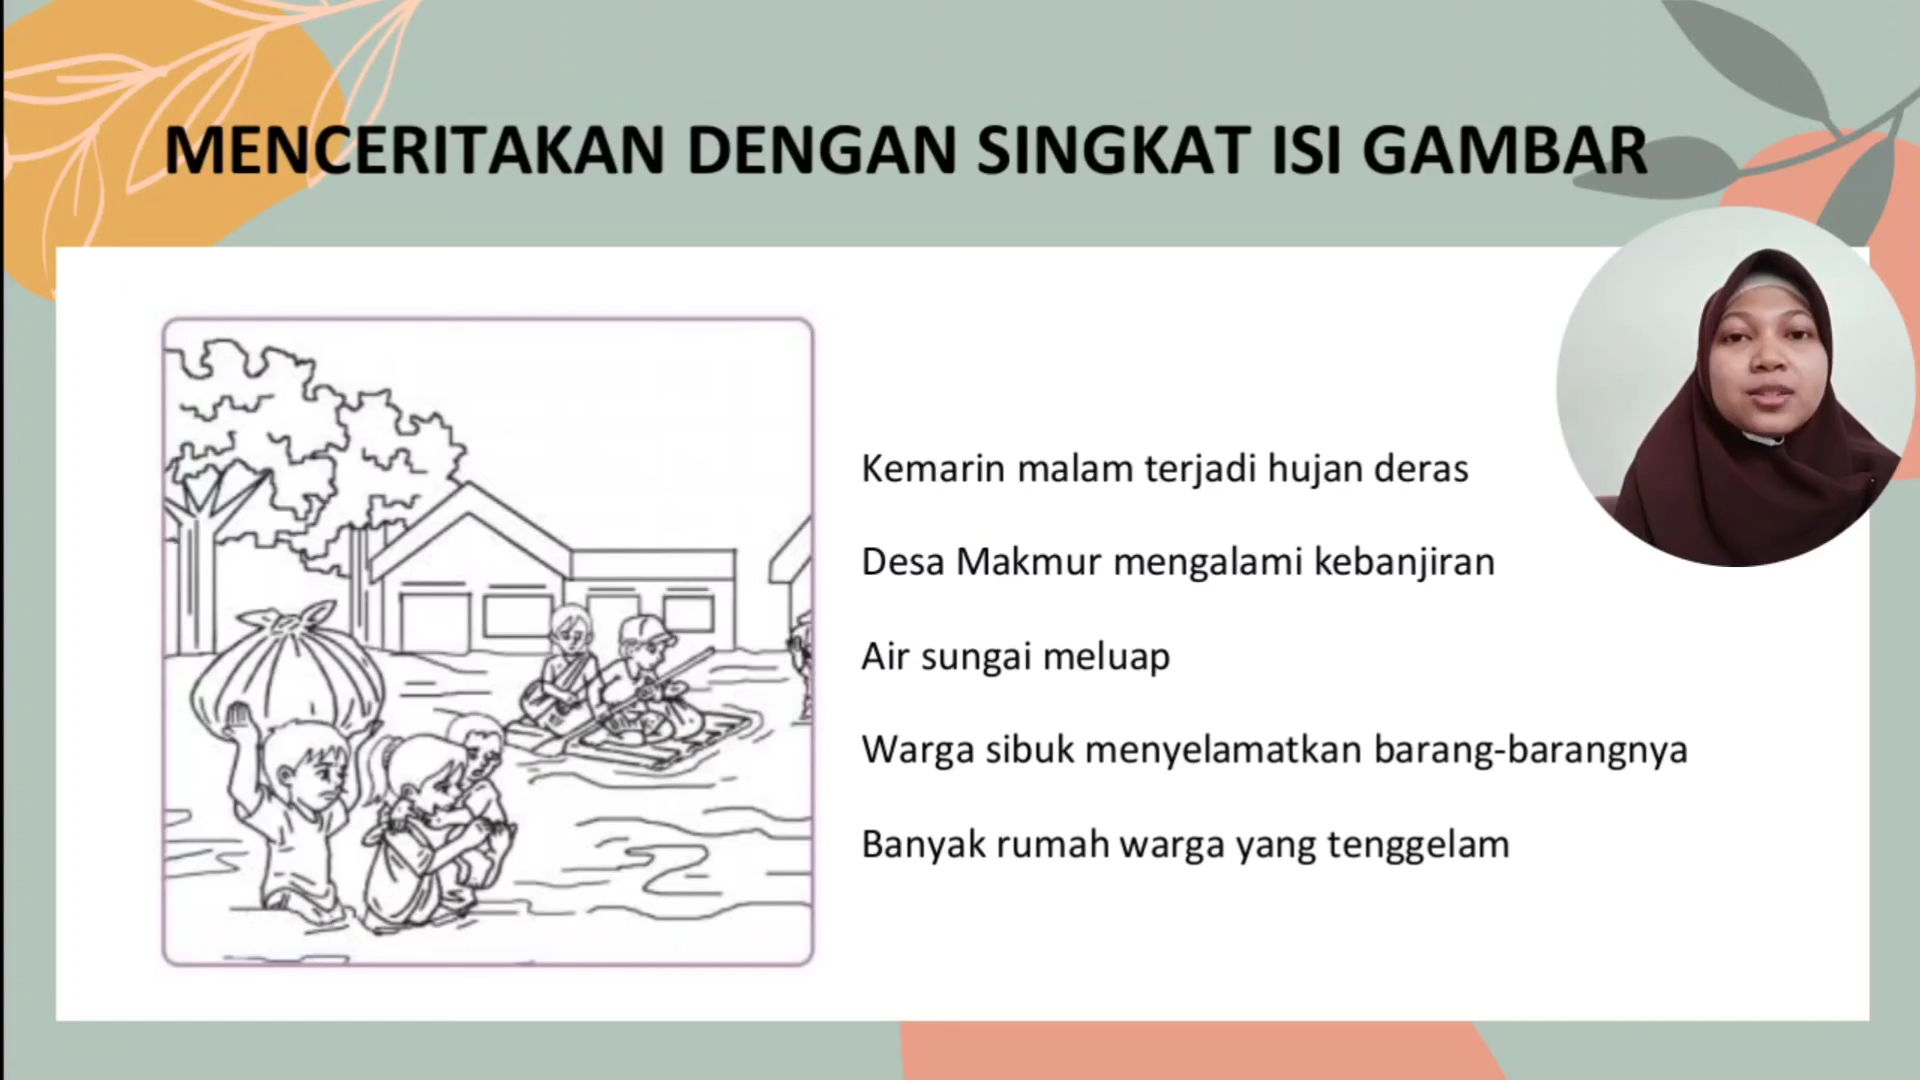 MENCERITAKAN DENGAN SINGKAT ISI GAMBAR
Kemarin malam terjadi hujan deras
Desa Makmur mengalami kebanjiran
Air sungai meluap
Warga sibuk menyelamatkan barang-barangnya
Banyak rumah warga yang tenggelam